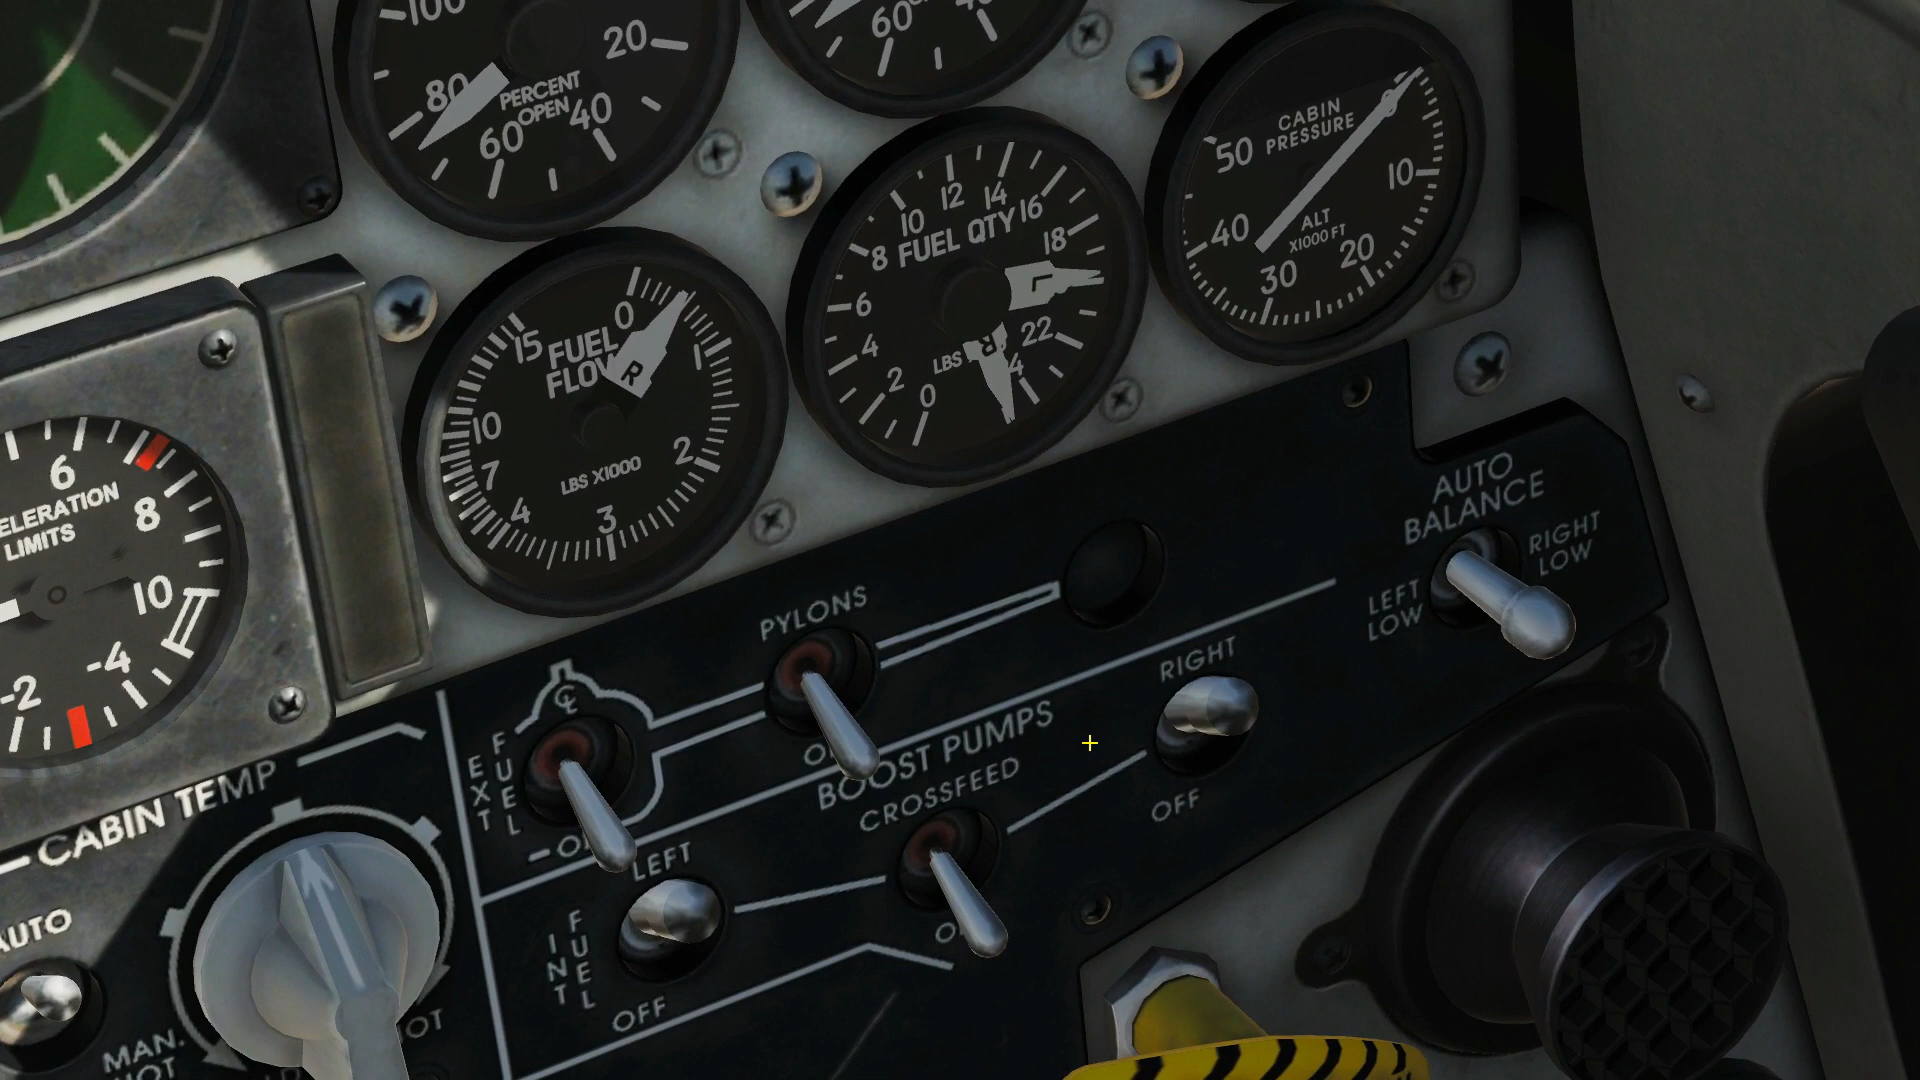 100
20
80
PERCENT
OPEN
40
60
60
CABIN
PRESSURE
50
10
40
ALT
X1000 FT
20
30
12
14
10
16
FUEL QTY
18
8
6
L
4
22
LBS
R
2
0
4
0
15
FUEL
FLOW
1
R
10
2
7
LBS X1000
4
3
6
LIMITS
8
10
-4
-2
AUTO
BALANCE
RIGHT
LOW
LEFT
LOW
PYLONS
RIGHT
CL
EXT
FUEL
BOOST PUMPS
CROSSFEED
OFF
LEFT
INT
FUEL
OFF
CABIN TEMP
AUTO
MAN.
HOT